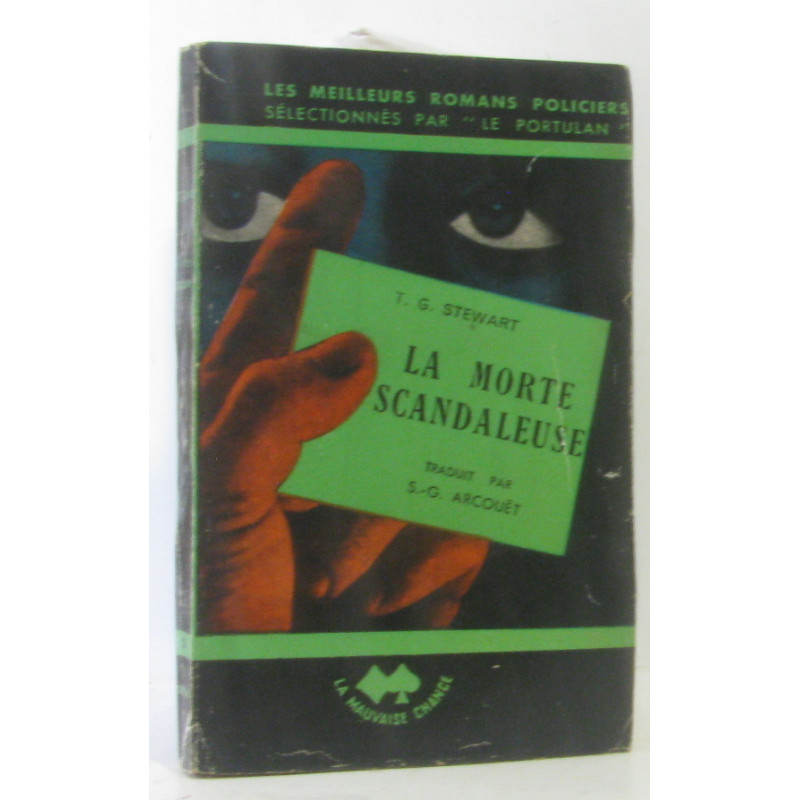 LES MEILLEURS ROMANS POLICIERS
SÉLECTIONNÉS PAR "LE PORTULAN"
T. G. STEWART
LA MORTE
SCANDALEUSE
TRADUIT PAR
S.-G. ARCOUËT
LA MAUVAISE CHANCE